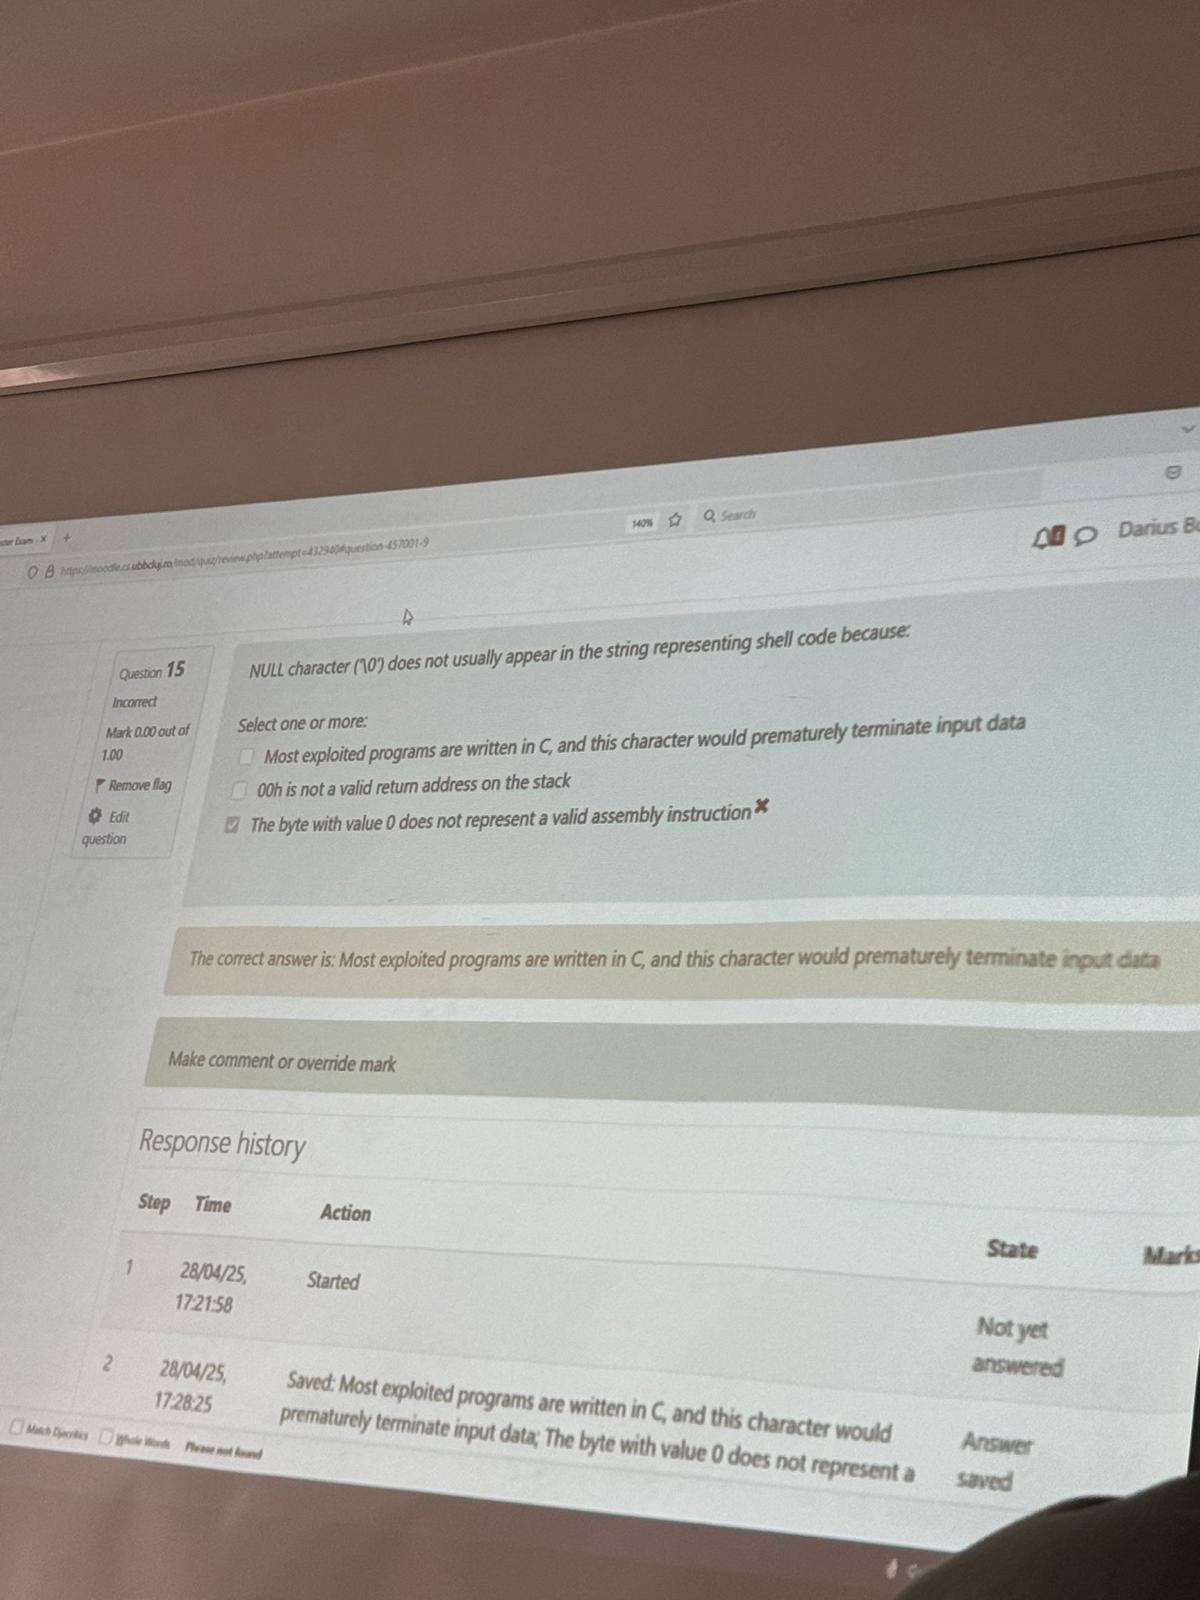 Exam x +
https://moodle.cs.ubbcluj.ro/mod/quiz/review.php?attempt=432940#question-457001-9
140%
Search
Darius
Question 15
Incorrect
Mark 0.00 out of
1.00
Remove flag
Edit
question
NULL character ('\0') does not usually appear in the string representing shell code because:
Select one or more:
Most exploited programs are written in C, and this character would prematurely terminate input data
00h is not a valid return address on the stack
The byte with value 0 does not represent a valid assembly instruction
The correct answer is: Most exploited programs are written in C, and this character would prematurely terminate input data
Make comment or override mark
Response history
Step Time Action State Marks
1 28/04/25, Started Not yet
17:21:58 answered
2 28/04/25, Saved: Most exploited programs are written in C, and this character would Answer
17:28:25 prematurely terminate input data; The byte with value 0 does not represent a saved
Match Diacritics Whole Words Phrase not found